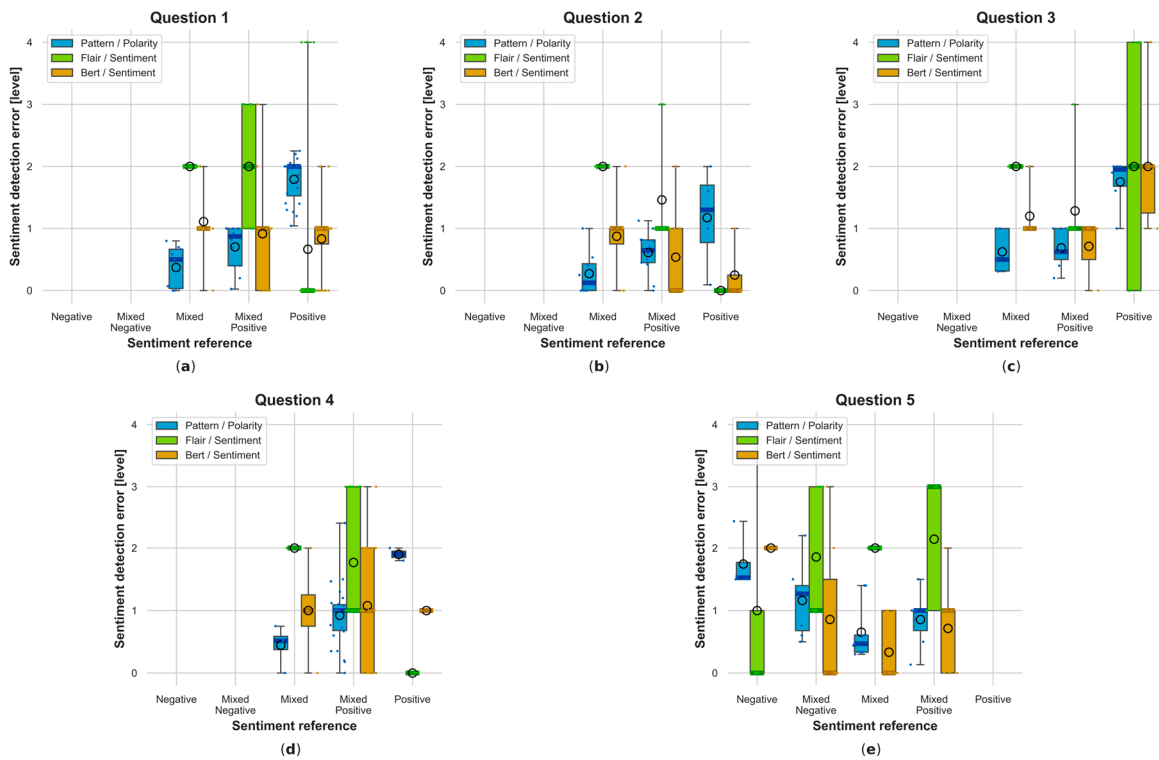 Question 1
Sentiment detection error [level]
4
3
2
1
0
Pattern / Polarity
Flair / Sentiment
Bert / Sentiment
Negative
Mixed
Negative
Mixed
Mixed
Positive
Positive
Sentiment reference
(a)
Question 2
Sentiment detection error [level]
4
3
2
1
0
Pattern / Polarity
Flair / Sentiment
Bert / Sentiment
Negative
Mixed
Negative
Mixed
Mixed
Positive
Positive
Sentiment reference
(b)
Question 3
Sentiment detection error [level]
4
3
2
1
0
Pattern / Polarity
Flair / Sentiment
Bert / Sentiment
Negative
Mixed
Negative
Mixed
Mixed
Positive
Positive
Sentiment reference
(c)
Question 4
Sentiment detection error [level]
4
3
2
1
0
Pattern / Polarity
Flair / Sentiment
Bert / Sentiment
Negative
Mixed
Negative
Mixed
Mixed
Positive
Positive
Sentiment reference
(d)
Question 5
Sentiment detection error [level]
4
3
2
1
0
Pattern / Polarity
Flair / Sentiment
Bert / Sentiment
Negative
Mixed
Negative
Mixed
Mixed
Positive
Positive
Sentiment reference
(e)